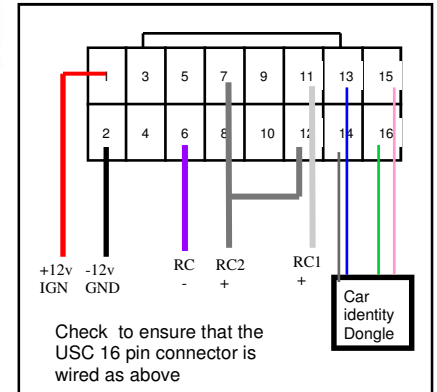 1 3 5 7 9 11 13 15
2 4 6 8 10 12 14 16
+12v -12v RC RC2 RC1
IGN GND - + +
Car
identity
Dongle
Check to ensure that the
USC 16 pin connector is
wired as above